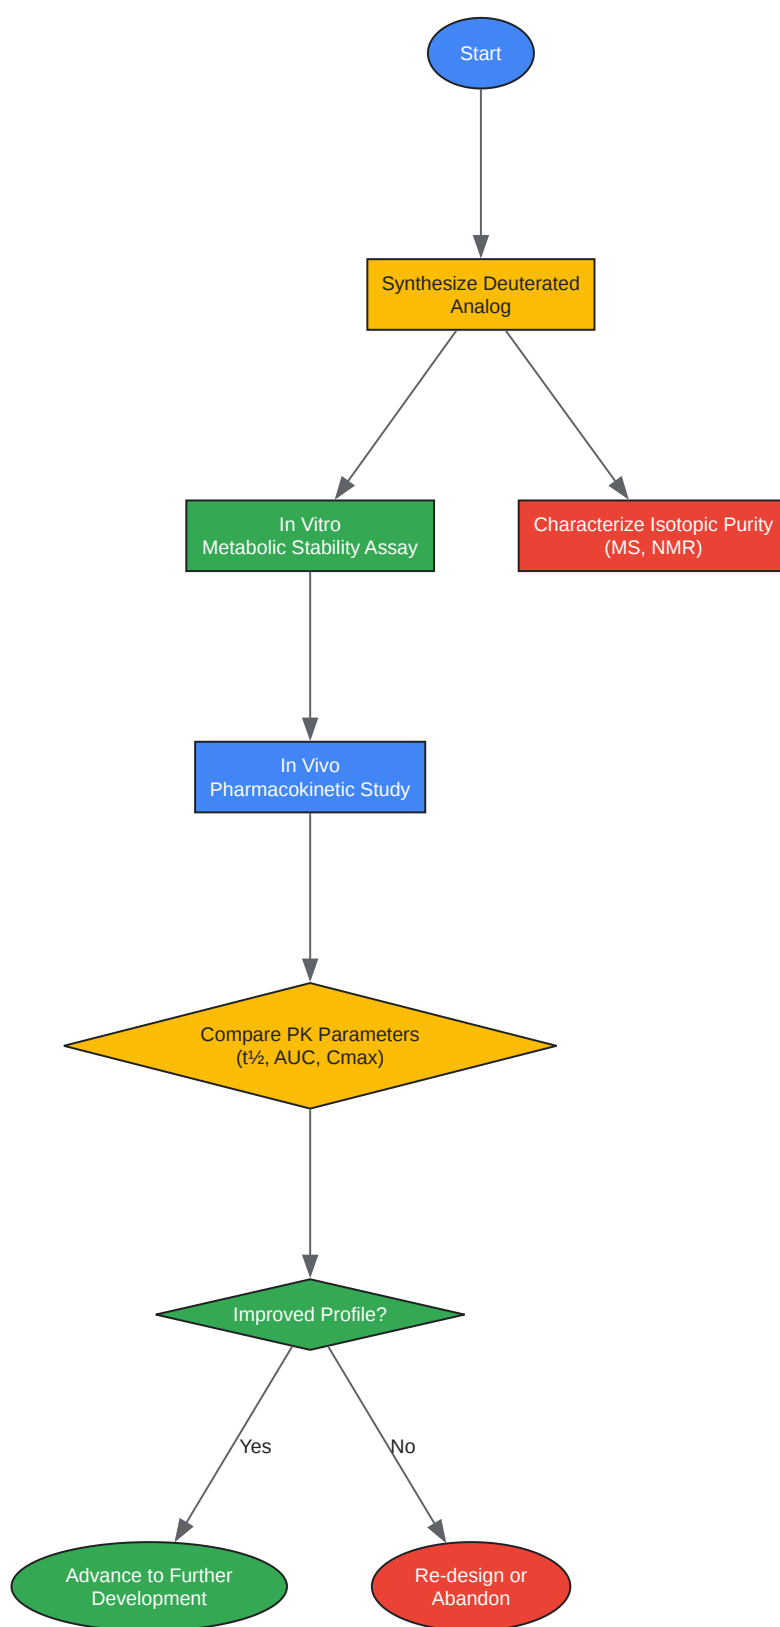 Start
Synthesize Deuterated
Analog
In Vitro
Metabolic Stability Assay
Characterize Isotopic Purity
(MS, NMR)
In Vivo
Pharmacokinetic Study
Compare PK Parameters
(t½, AUC, Cmax)
Improved Profile?
Yes
No
Advance to Further
Development
Re-design or
Abandon